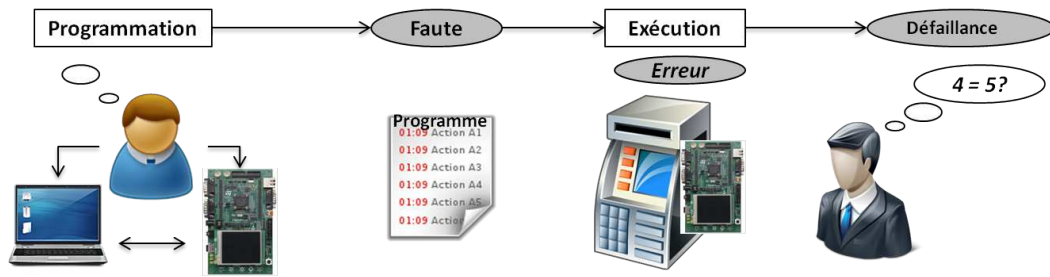 Programmation
Faute
Exécution
Défaillance
Erreur
4 = 5?
Programme
01:09 Action A1
01:09 Action A2
01:09 Action A3
01:09 Action A4
01:09 Action A5
01:09 Action